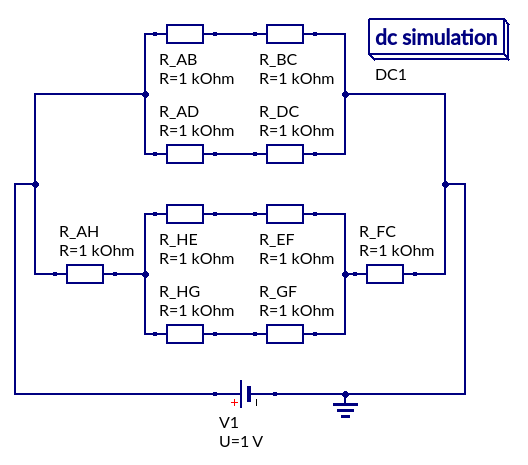 dc simulation
DC1
R_AB
R=1 kOhm
R_BC
R=1 kOhm
R_AD
R=1 kOhm
R_DC
R=1 kOhm
R_AH
R=1 kOhm
R_HE
R=1 kOhm
R_EF
R=1 kOhm
R_FC
R=1 kOhm
R_HG
R=1 kOhm
R_GF
R=1 kOhm
+
V1
U=1 V